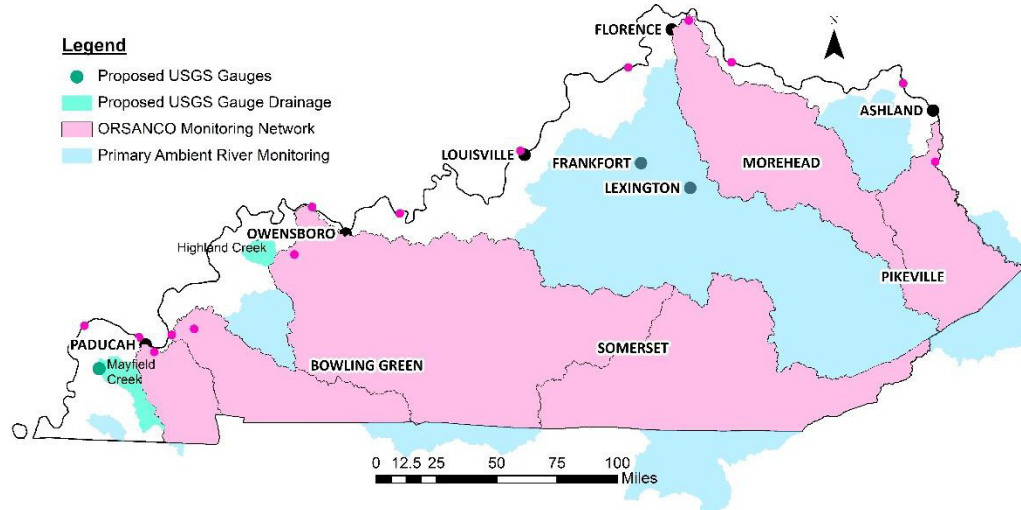 N
FLORENCE
Legend
Proposed USGS Gauges
Proposed USGS Gauge Drainage
ORSANCO Monitoring Network
Primary Ambient River Monitoring
ASHLAND
LOUISVILLE
FRANKFORT
MOREHEAD
LEXINGTON
OWENSBORO
Highland Creek
PIKEVILLE
PADUCAH
SOMERSET
BOWLING GREEN
Mayfield
Creek
0 12.5 25 50 75 100
Miles